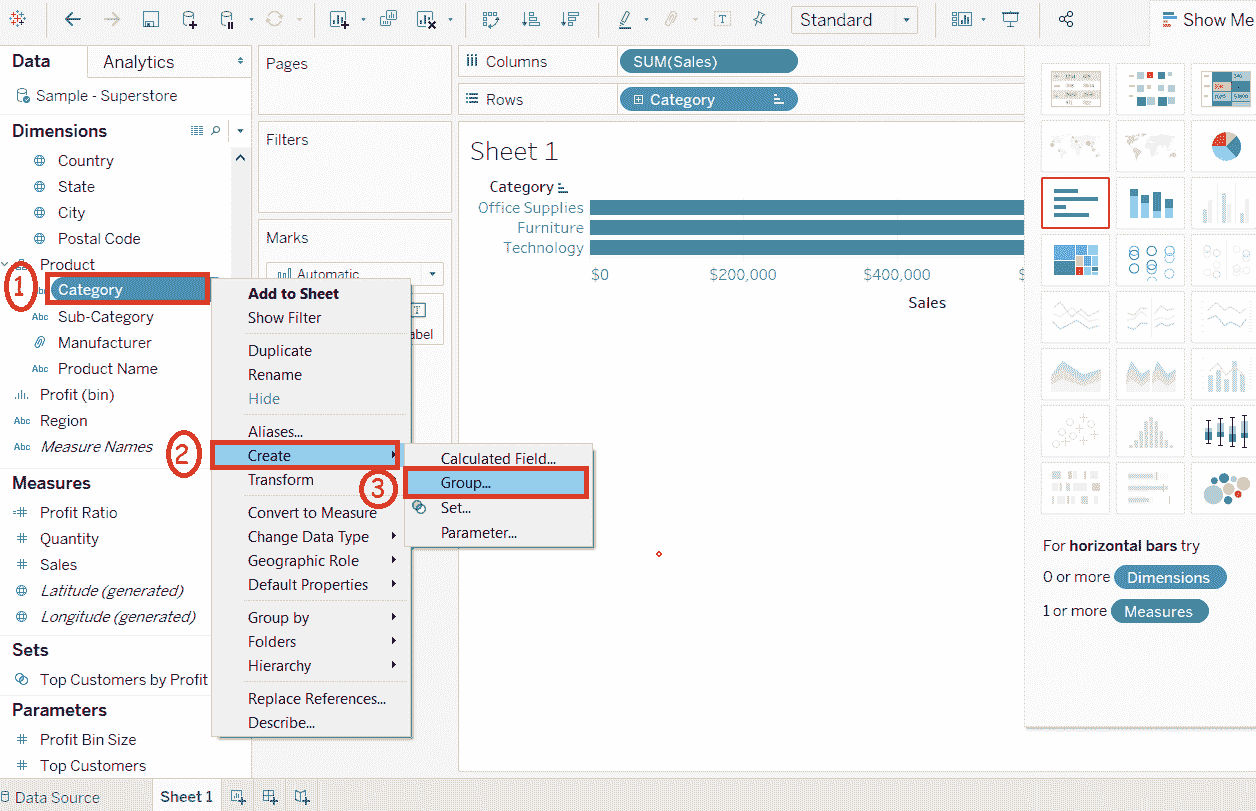 Standard
Show Me
Data
Analytics
Sample - Superstore
Dimensions
Country
State
City
Postal Code
Product
1
Category
Abc Sub-Category
Manufacturer
Abc Product Name
Profit (bin)
Abc Region
Abc Measure Names
Measures
Profit Ratio
Quantity
Sales
Latitude (generated)
Longitude (generated)
Sets
Top Customers by Profit
Parameters
Profit Bin Size
Top Customers
Pages
Filters
Marks
Automatic
abel
Add to Sheet
Show Filter
Duplicate
Rename
Hide
Aliases...
2
Create
Transform
Convert to Measure
Change Data Type
Geographic Role
Default Properties
Group by
Folders
Hierarchy
Replace References...
Describe...
Calculated Field...
3
Group...
Set...
Parameter...
Columns
SUM(Sales)
Rows
Category
Sheet 1
Category
Office Supplies
Furniture
Technology
$0 $200,000 $400,000 $
Sales
For horizontal bars try
0 or more Dimensions
1 or more Measures
Data Source
Sheet 1